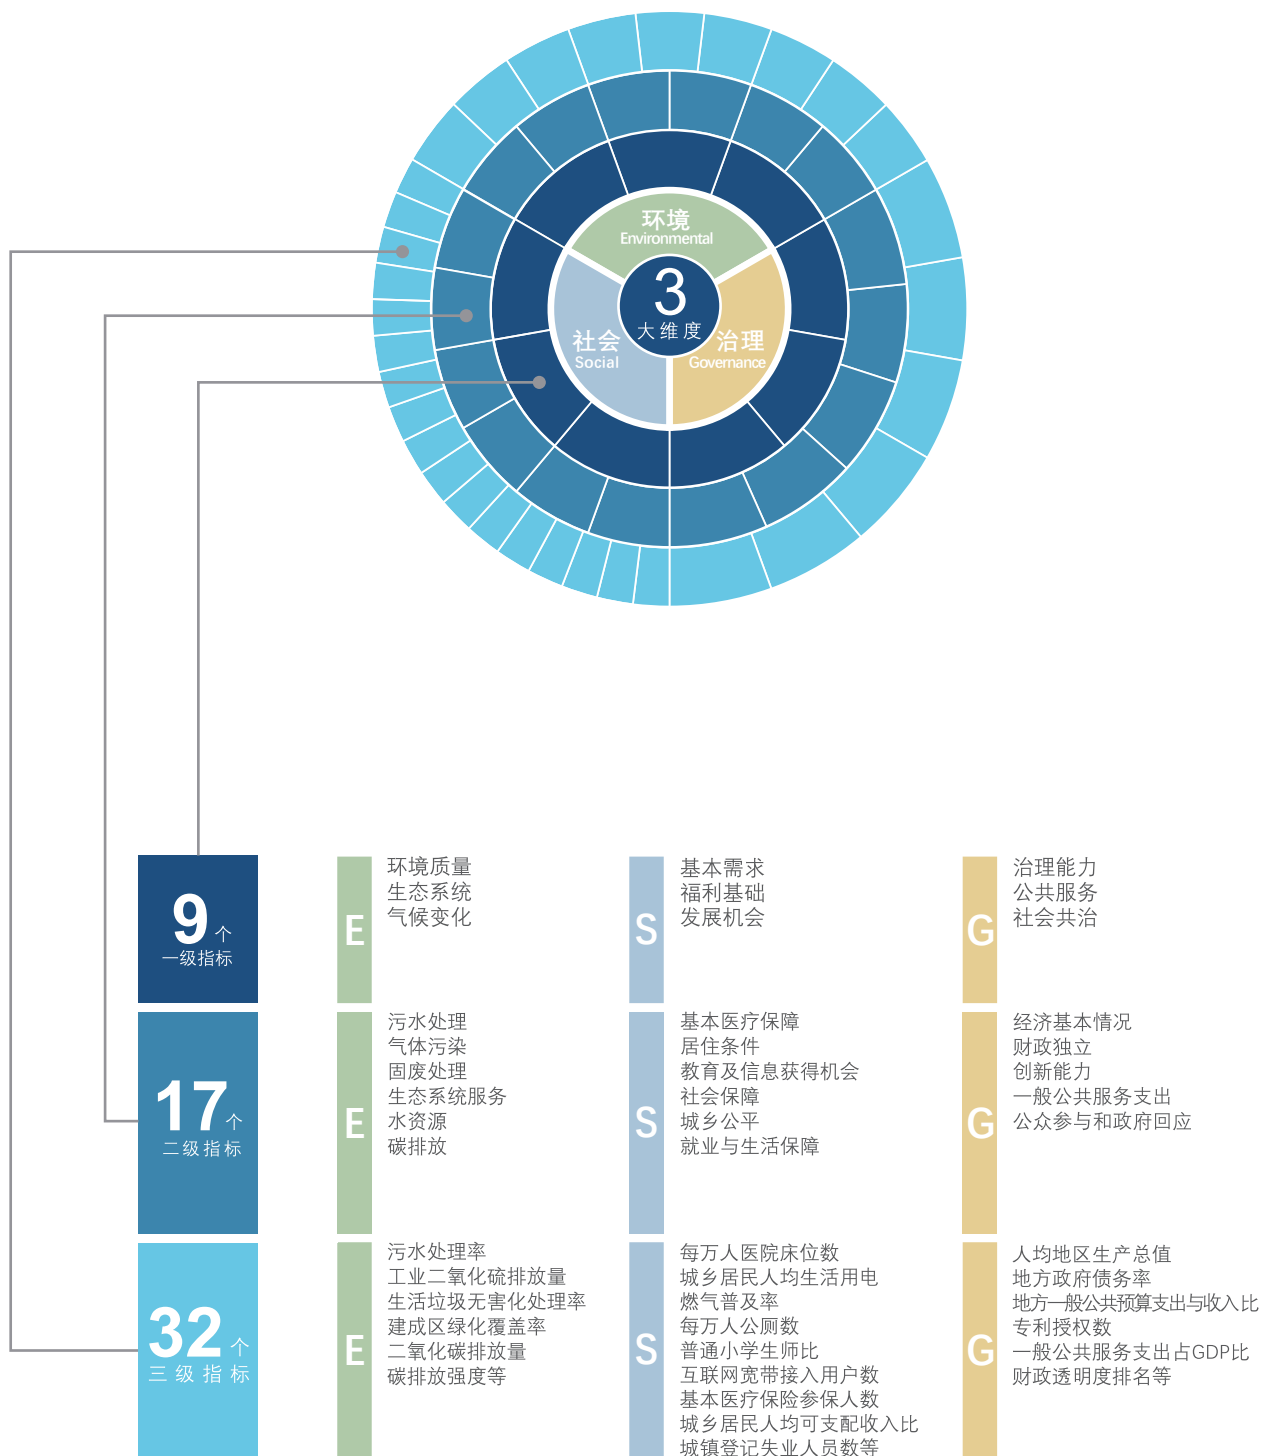 环境
Environmental
3
大维度
社会
Social
治理
Governance
9个
一级指标
E
环境质量
生态系统
气候变化
S
基本需求
福利基础
发展机会
G
治理能力
公共服务
社会共治
17个
二级指标
E
污水处理
气体污染
固废处理
生态系统服务
水资源
碳排放
S
基本医疗保障
居住条件
教育及信息获得机会
社会保障
城乡公平
就业与生活保障
G
经济基本情况
财政独立
创新能力
一般公共服务支出
公众参与和政府回应
32个
三级指标
E
污水处理率
工业二氧化硫排放量
生活垃圾无害化处理率
建成区绿化覆盖率
二氧化碳排放量
碳排放强度等
S
每万人医院床位数
城乡居民人均生活用电
燃气普及率
每万人公厕数
普通小学生师比
互联网宽带接入用户数
基本医疗保险参保人数
城乡居民人均可支配收入比
城镇登记失业人员数等
G
人均地区生产总值
地方政府债务率
地方一般公共预算支出与收入比
专利授权数
一般公共服务支出占GDP比
财政透明度排名等